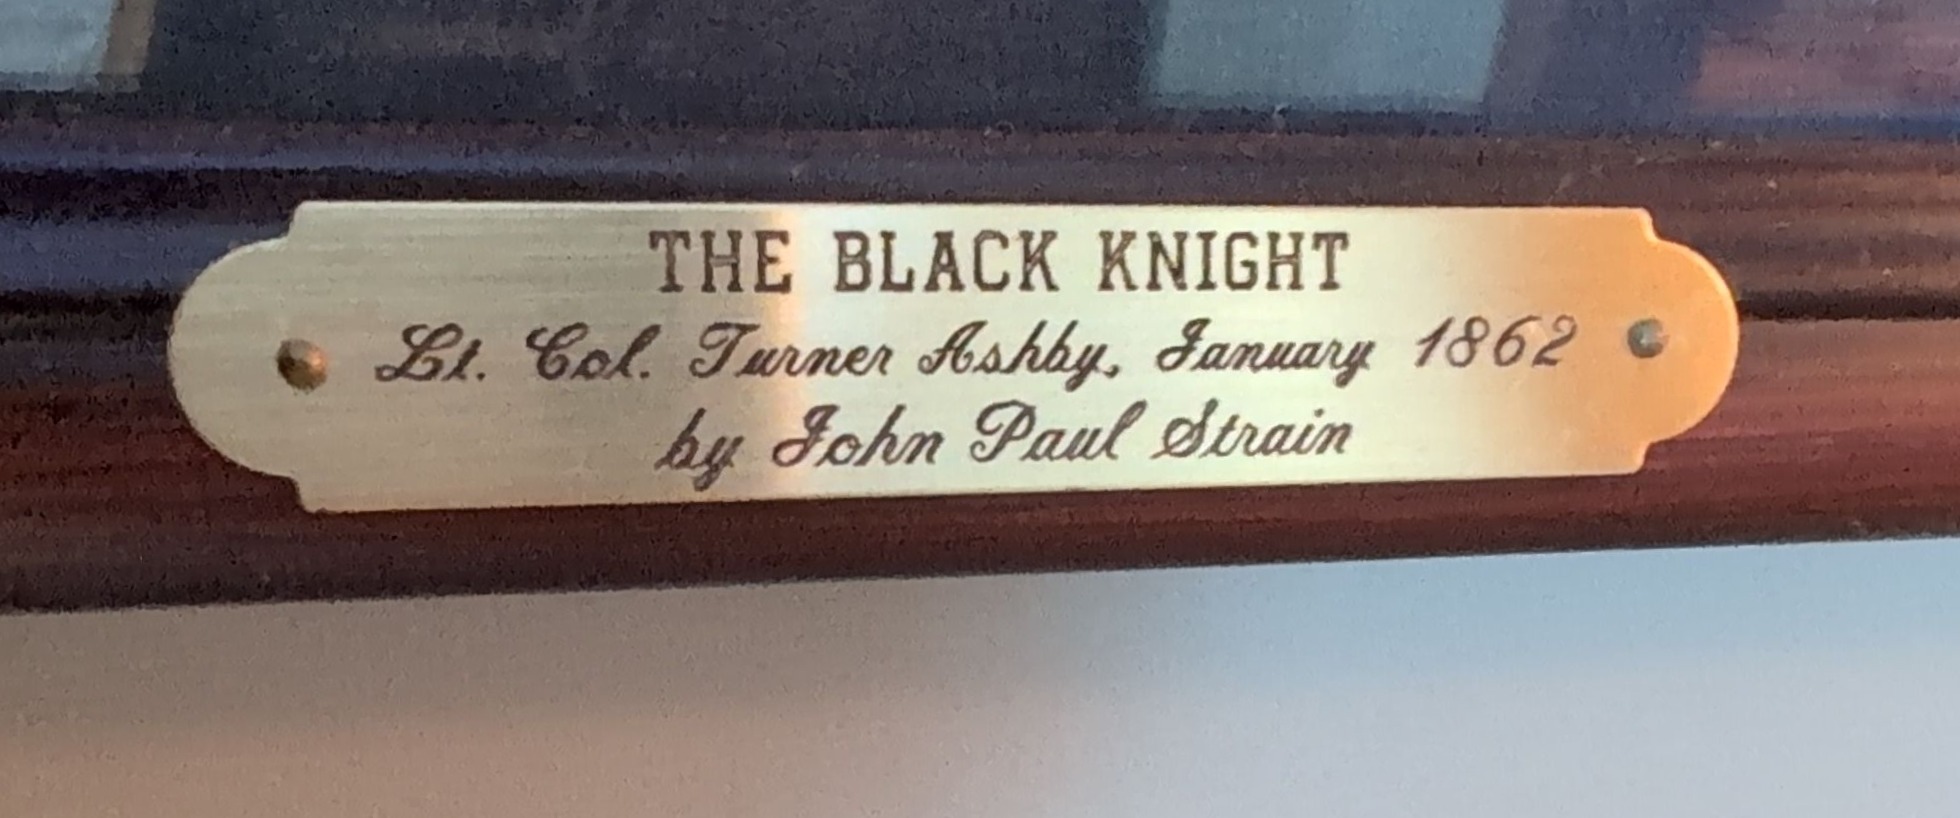 THE BLACK KNIGHT
Lt. Col. Turner Ashby, January 1862
by John Paul Strain